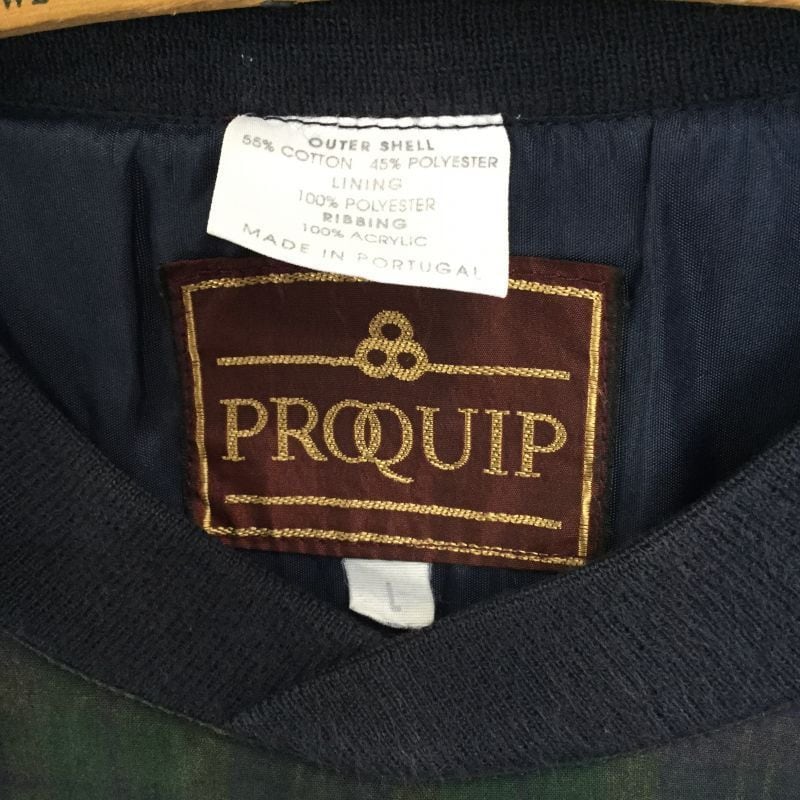 OUTER SHELL
55% COTTON 45% POLYESTER
LINING
100% POLYESTER
RIBBING
100% ACRYLIC
MADE IN PORTUGAL
PROQUIP
L